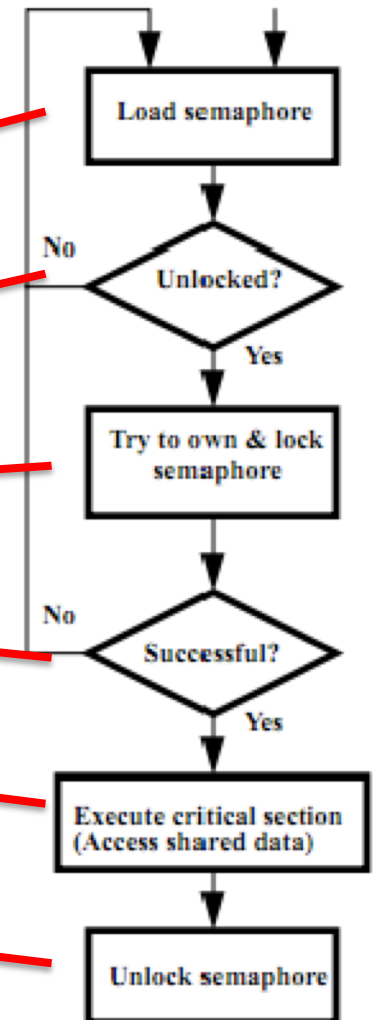 Load semaphore
No
Unlocked?
Yes
Try to own & lock
semaphore
No
Successful?
Yes
Execute critical section
(Access shared data)
Unlock semaphore